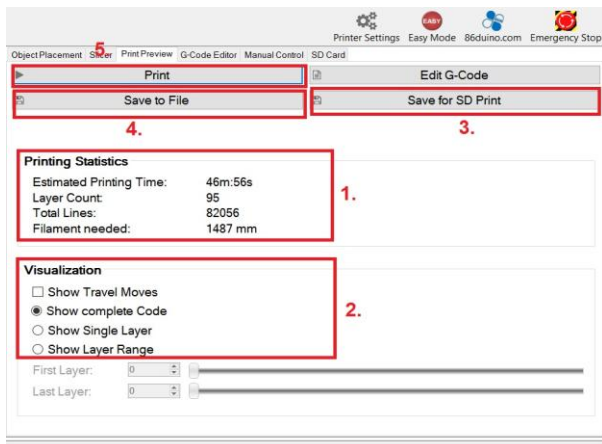 Printer Settings Easy Mode 86duino.com Emergency Stop
EASY
Object Placement Slicer Print Preview G-Code Editor Manual Control SD Card
5.
Print Edit G-Code
Save to File Save for SD Print
4. 3.
Printing Statistics
Estimated Printing Time: 46m:56s
Layer Count: 95
Total Lines: 82056
Filament needed: 1487 mm
1.
Visualization
Show Travel Moves
Show complete Code
Show Single Layer
Show Layer Range
2.
First Layer: 0
Last Layer: 0